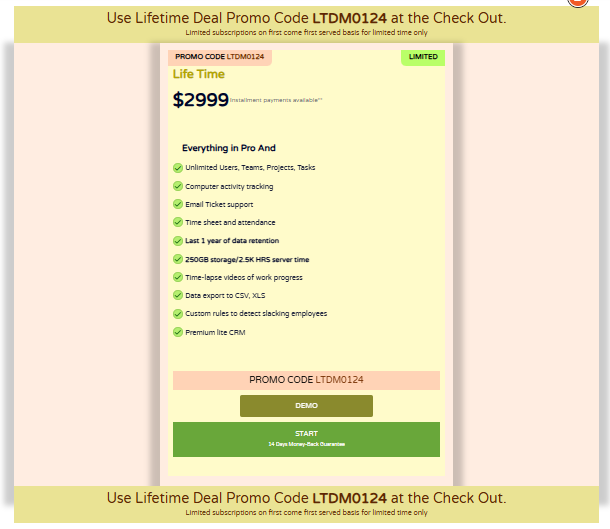 Use Lifetime Deal Promo Code LTDM0124 at the Check Out.
Limited subscriptions on first come first served basis for limited time only
PROMO CODE LTDM0124 LIMITED
Life Time
$2999 Installment payments available**
Everything in Pro And
Unlimited Users, Teams, Projects, Tasks
Computer activity tracking
Email Ticket support
Time sheet and attendance
Last 1 year of data retention
250GB storage/2.5K HRS server time
Time-lapse videos of work progress
Data export to CSV, XLS
Custom rules to detect slacking employees
Premium lite CRM
PROMO CODE LTDM0124
DEMO
START
14 Days Money-Back Guarantee
Use Lifetime Deal Promo Code LTDM0124 at the Check Out.
Limited subscriptions on first come first served basis for limited time only